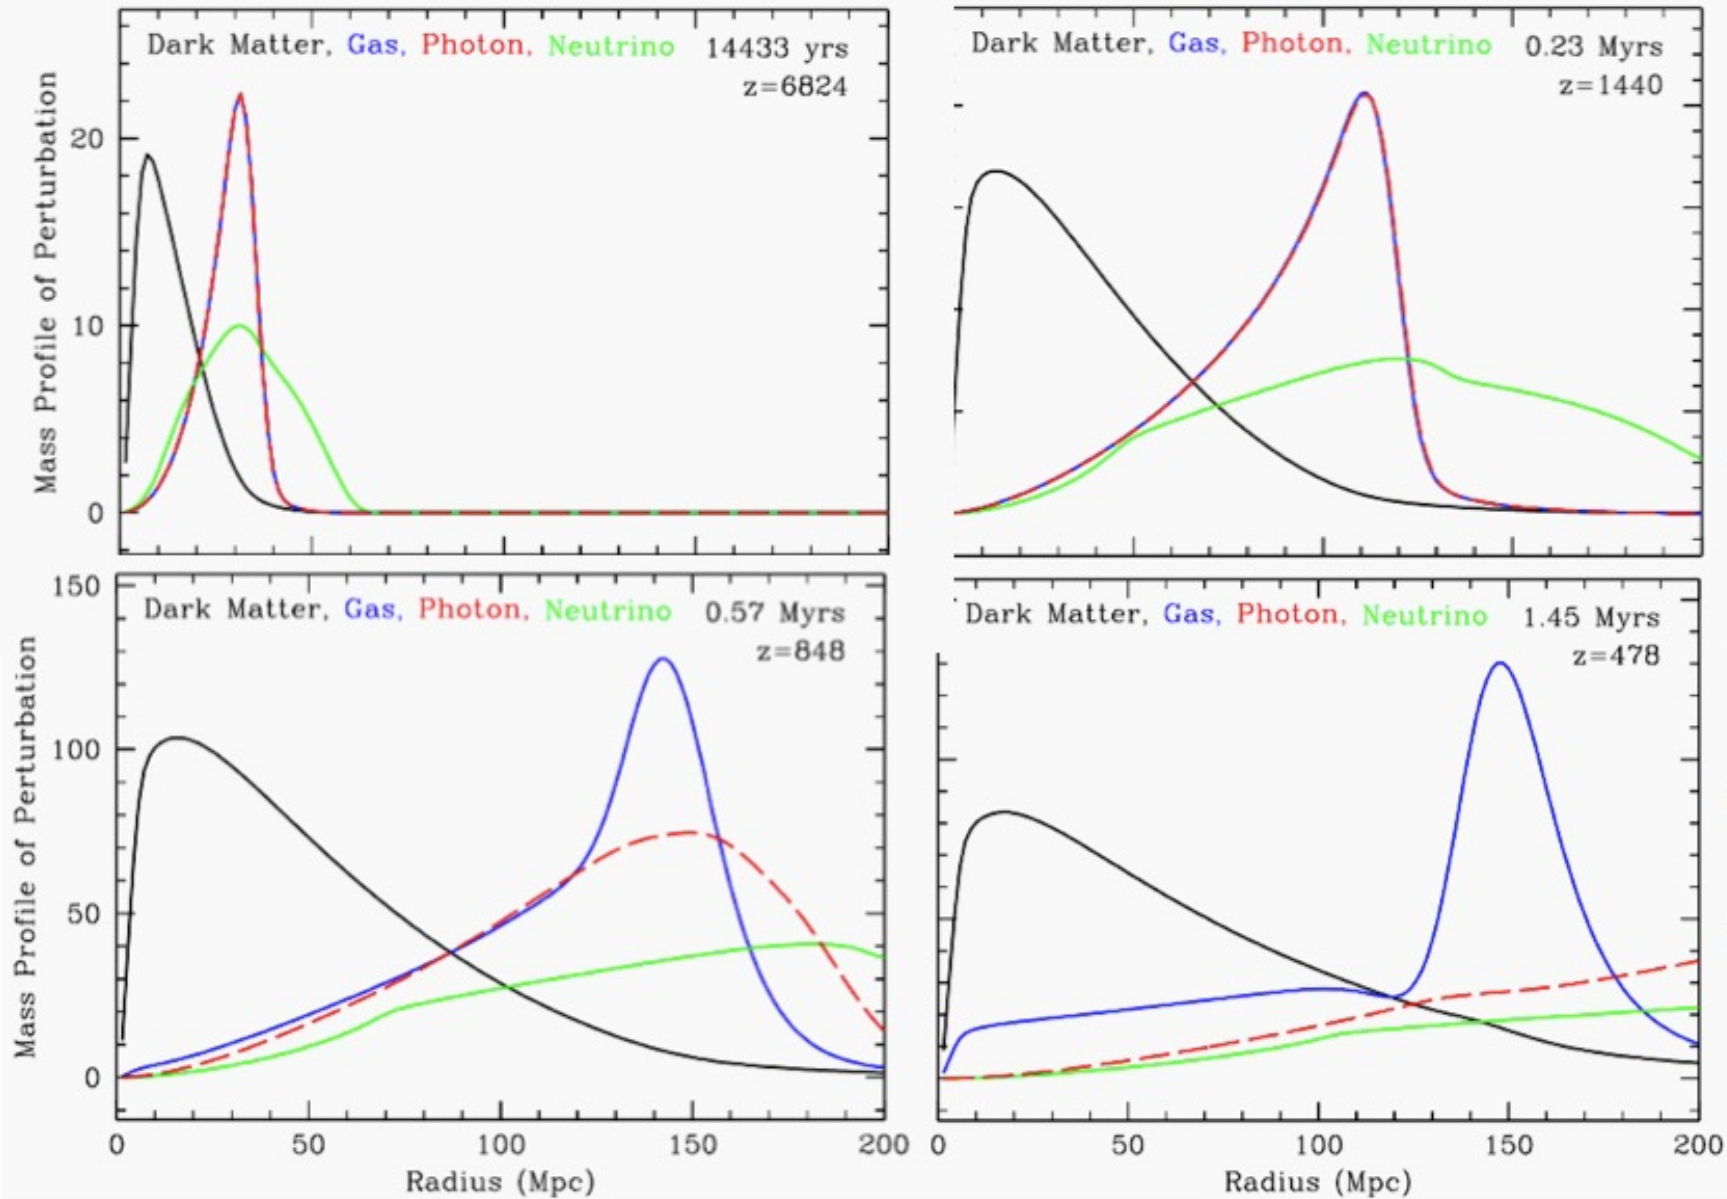 Dark Matter, Gas, Photon, Neutrino 14433 yrs
z=6824
Mass Profile of Perturbation
20
10
0
Dark Matter, Gas, Photon, Neutrino 0.23 Myrs
z=1440
Dark Matter, Gas, Photon, Neutrino 0.57 Myrs
z=848
Mass Profile of Perturbation
150
100
50
0
0 50 100 150 200
Radius (Mpc)
Dark Matter, Gas, Photon, Neutrino 1.45 Myrs
z=478
0 50 100 150 200
Radius (Mpc)